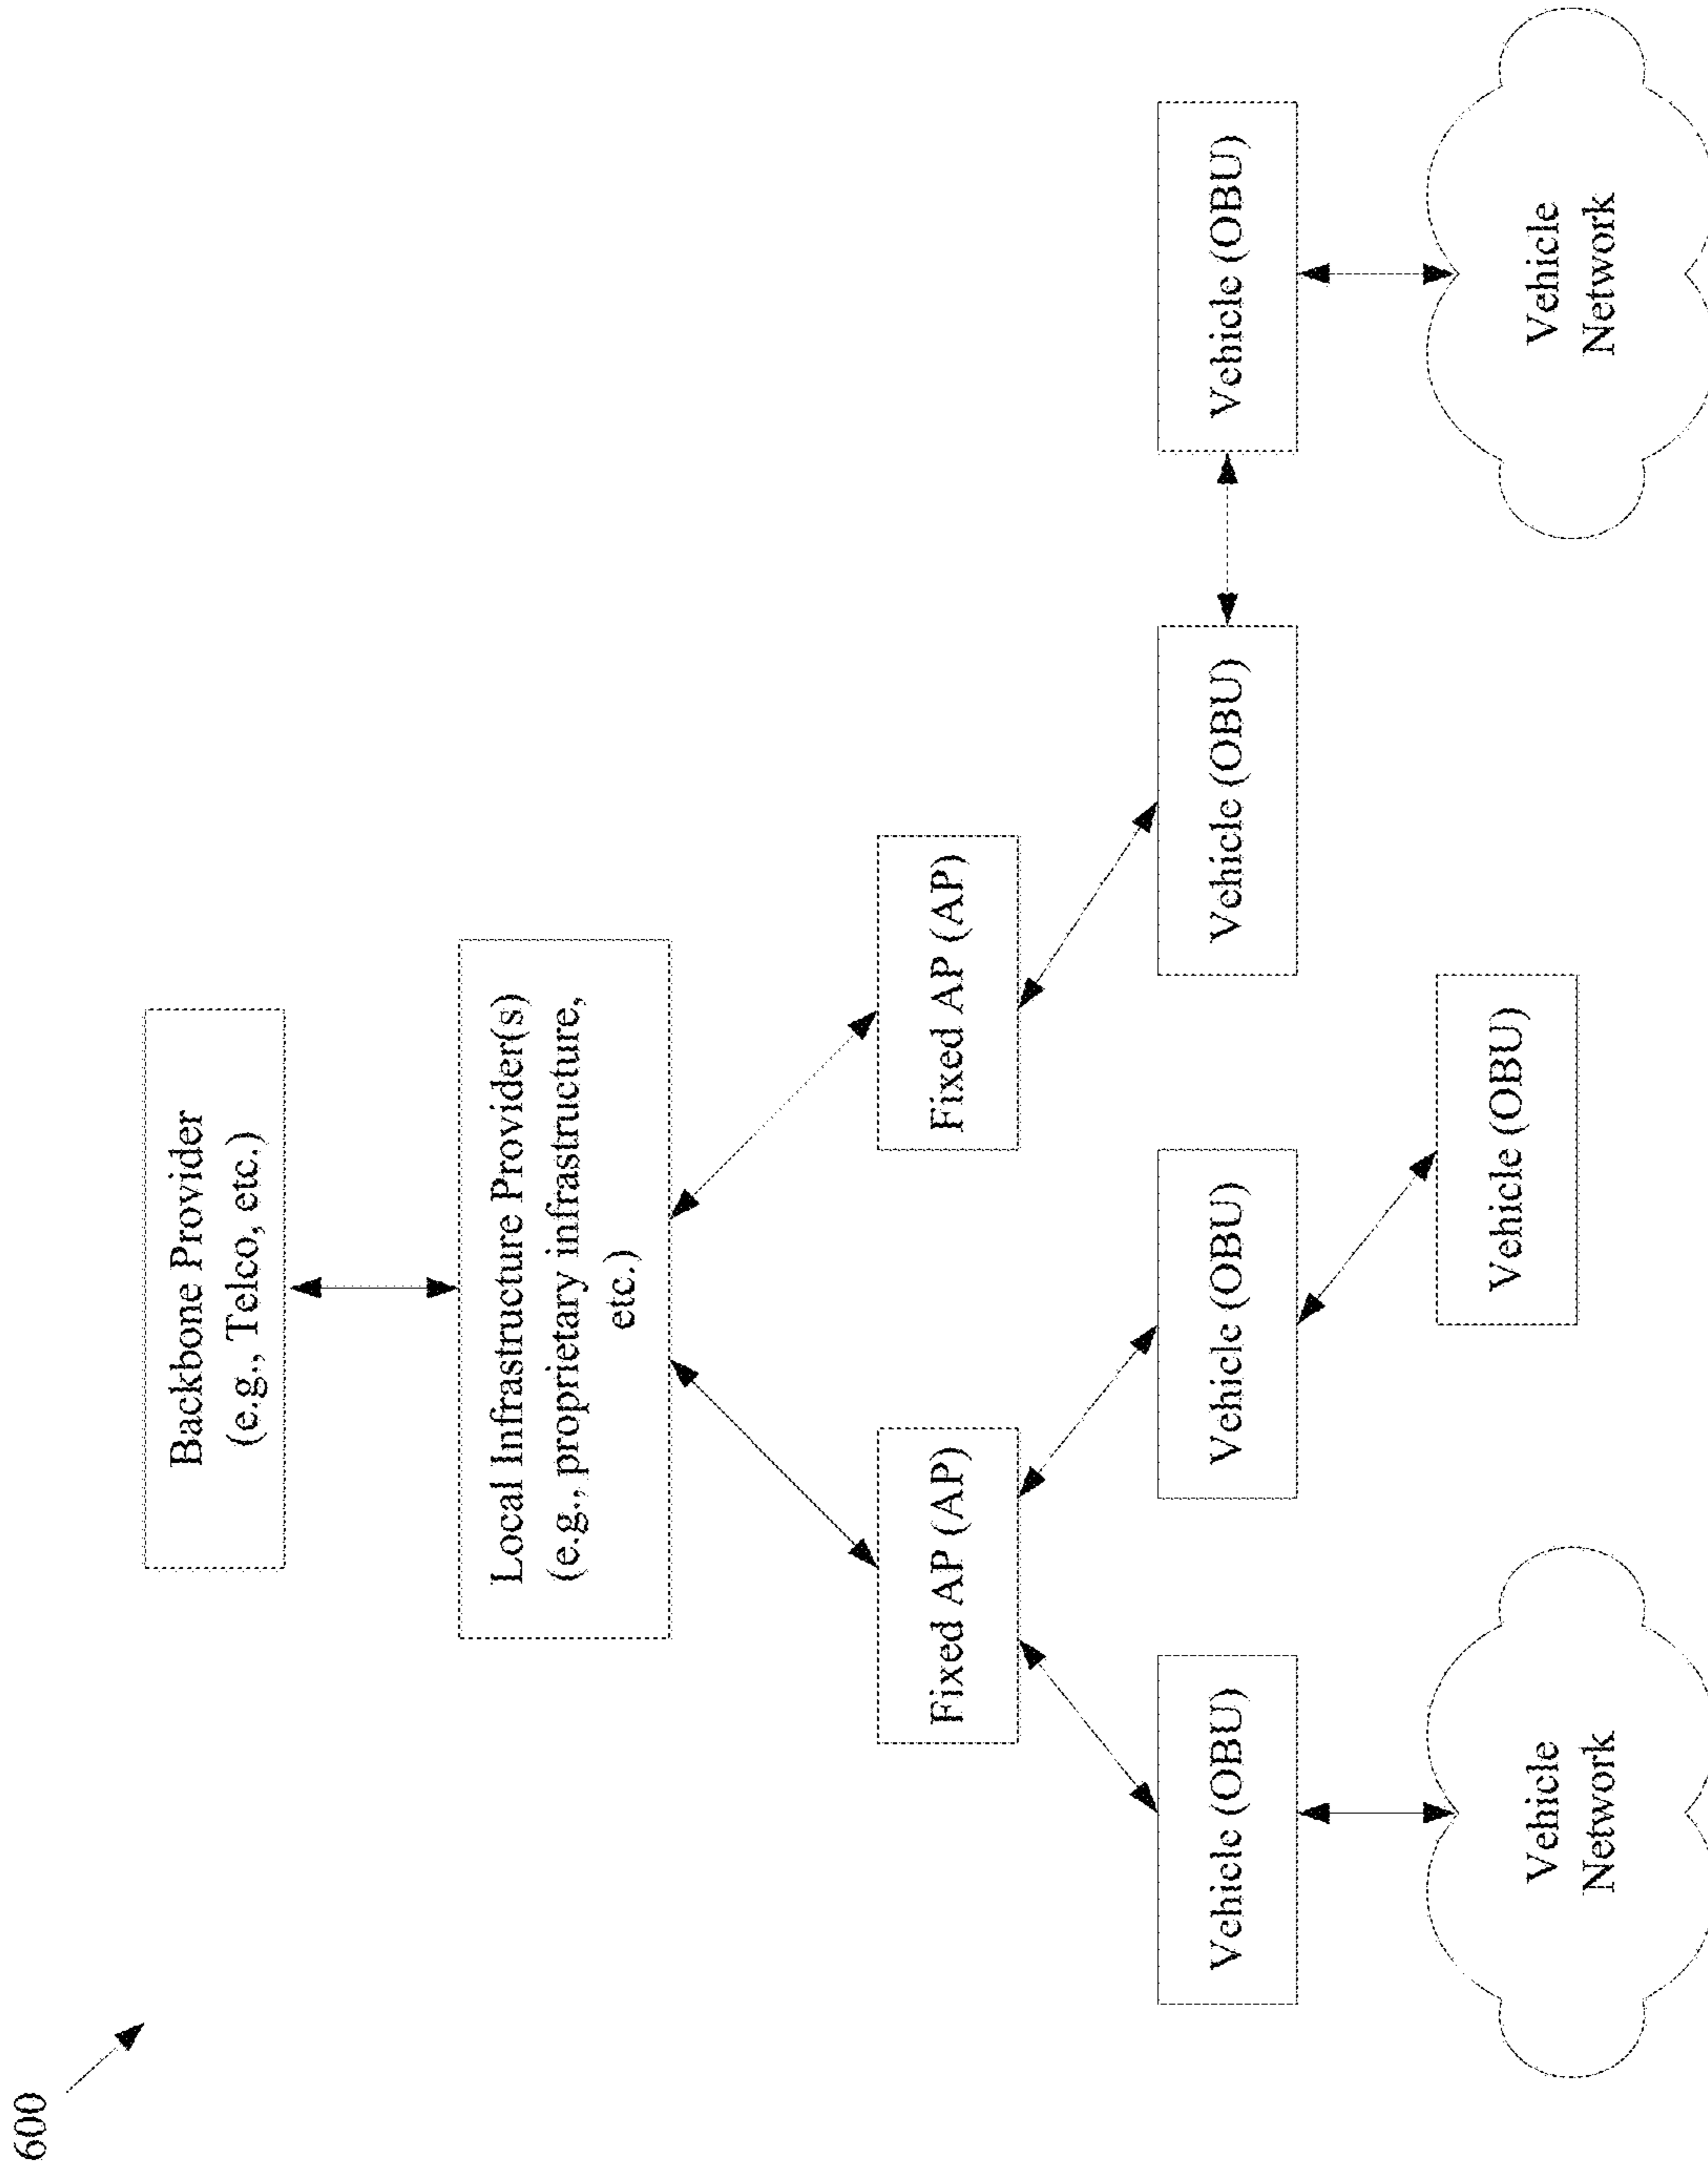 600
Backbone Provider
(e.g., Telco, etc.)
Local Infrastructure Provider(s)
(e.g., proprietary infrastructure,
etc.)
Fixed AP (AP)
Fixed AP (AP)
Vehicle (OBU)
Vehicle (OBU)
Vehicle (OBU)
Vehicle (OBU)
Vehicle (OBU)
Vehicle
Network
Vehicle
Network